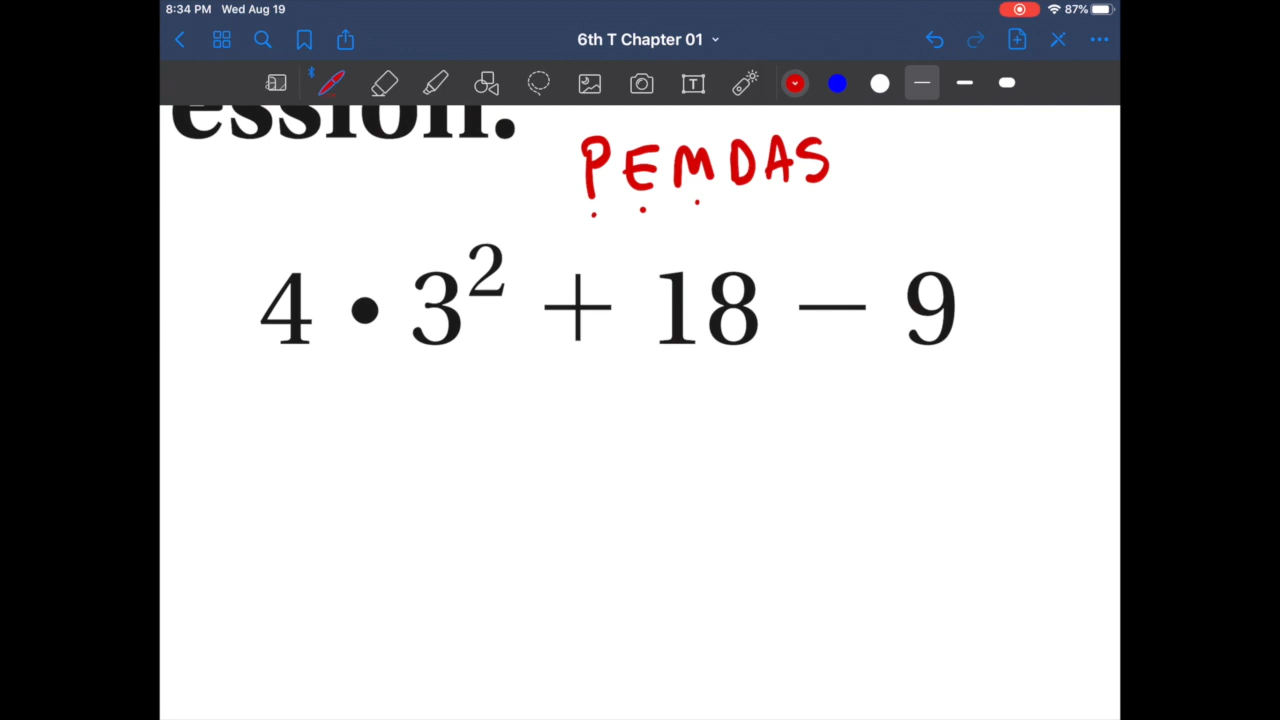 8:34 PM Wed Aug 19 87%
6th T Chapter 01
T
ession.
PEMDAS
4 • 3² + 18 − 9